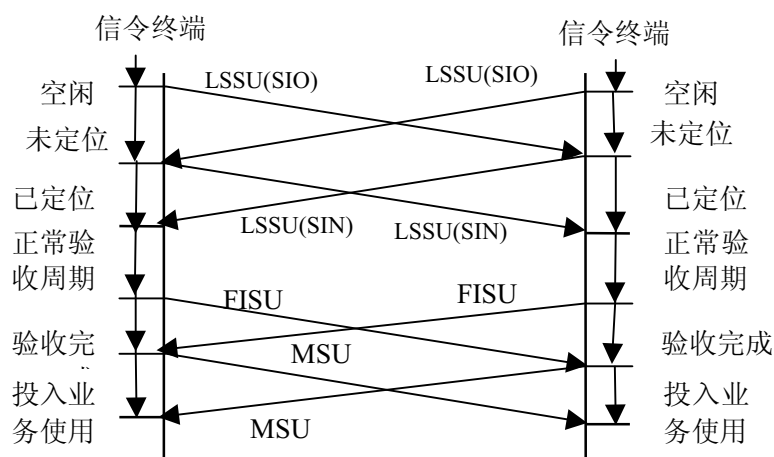 信令终端
信令终端
LSSU(SIO)
LSSU(SIO)
空闲
空闲
未定位
未定位
已定位
已定位
LSSU(SIN)
LSSU(SIN)
正常验
收周期
正常验
收周期
FISU
FISU
验收完
验收完成
MSU
投入业
务使用
投入业
务使用
MSU